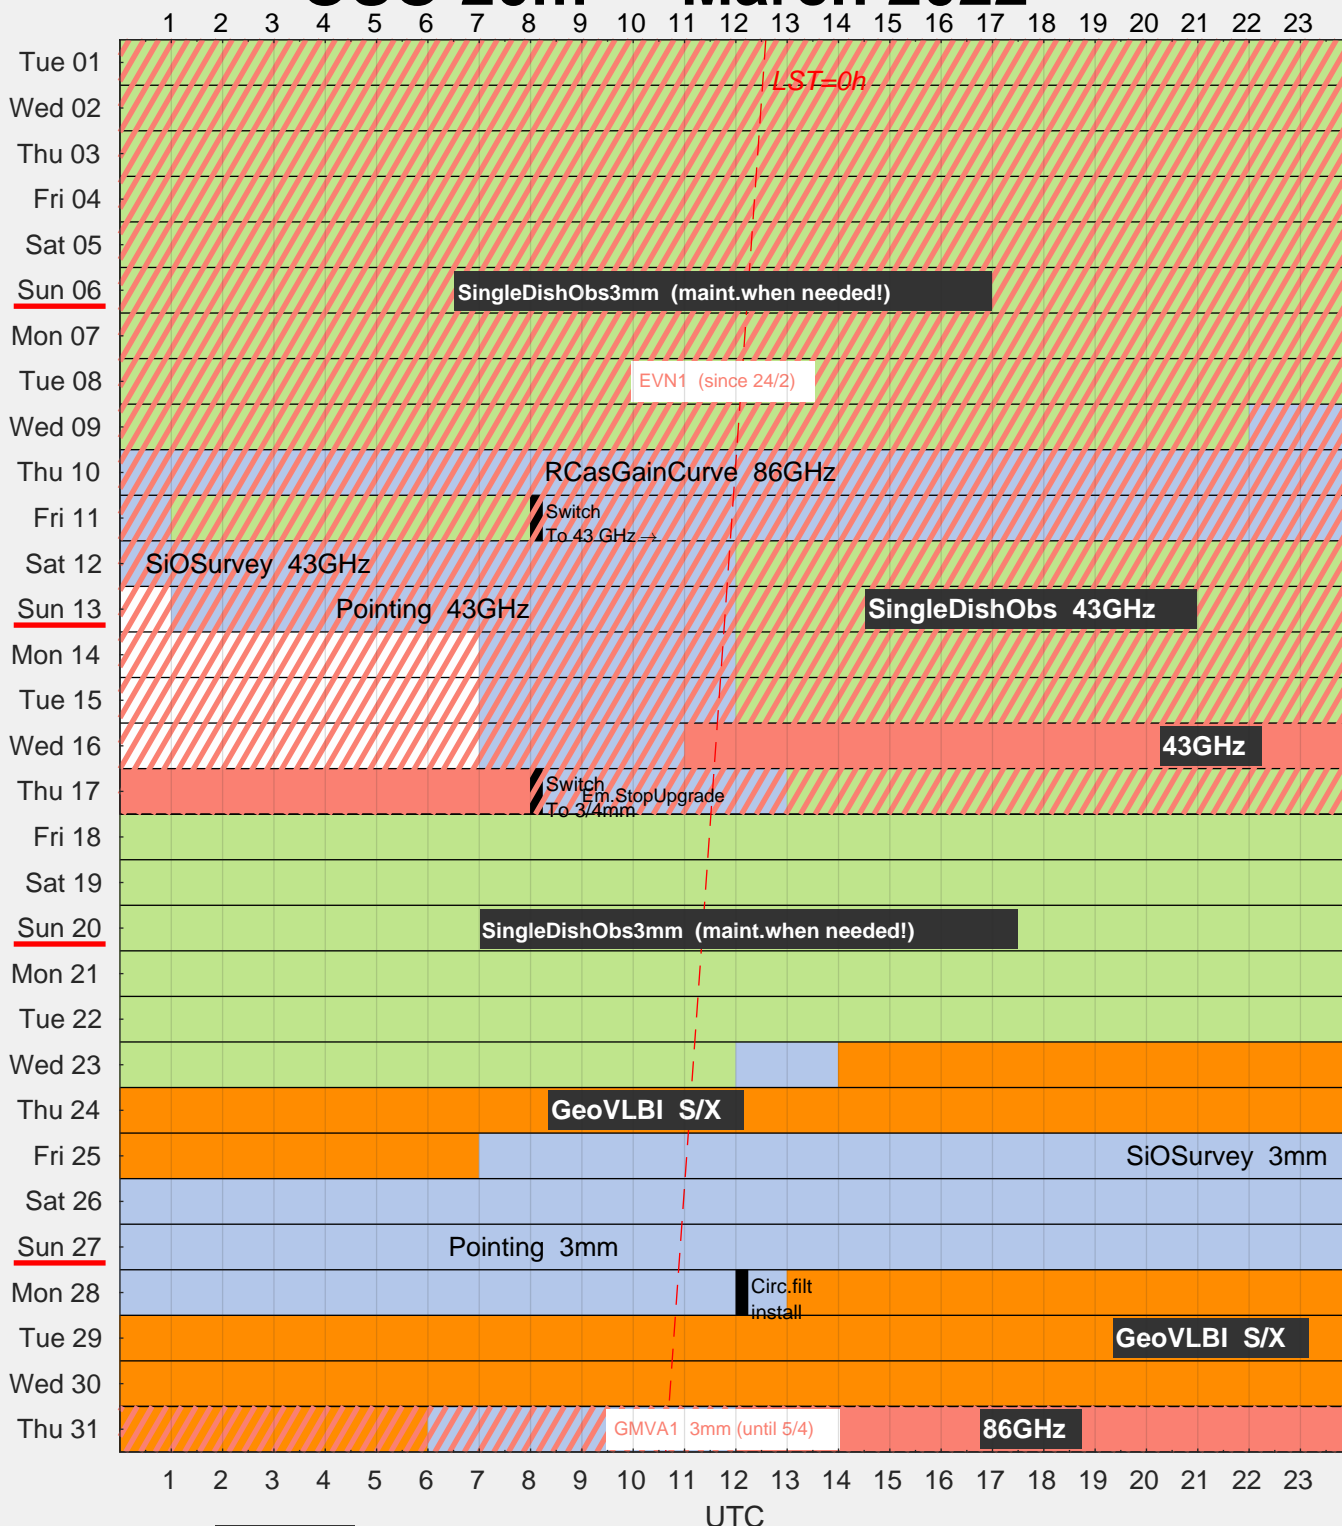 1 2 3 4 5 6 7 8 9 10 11 12 13 14 15 16 17 18 19 20 21 22 23
Tue 01
LST=0h
Wed 02
Thu 03
Fri 04
Sat 05
Sun 06 SingleDishObs3mm (maint.when needed!)
Mon 07
Tue 08 EVN1 (since 24/2)
Wed 09
Thu 10 RCasGainCurve 86GHz
Fri 11 Switch
To 43 GHz→
Sat 12 SiOSurvey 43GHz
Sun 13 Pointing 43GHz SingleDishObs 43GHz
Mon 14
Tue 15
Wed 16 43GHz
Thu 17 Switch
Em.StopUpgrade
To 3/4mm
Fri 18
Sat 19
Sun 20 SingleDishObs3mm (maint.when needed!)
Mon 21
Tue 22
Wed 23
Thu 24 GeoVLBI S/X
Fri 25 SiOSurvey 3mm
Sat 26
Sun 27 Pointing 3mm
Mon 28 Circ.filt
install
Tue 29 GeoVLBI S/X
Wed 30
Thu 31 GMVA1 3mm (until 5/4) 86GHz
1 2 3 4 5 6 7 8 9 10 11 12 13 14 15 16 17 18 19 20 21 22 23
UTC